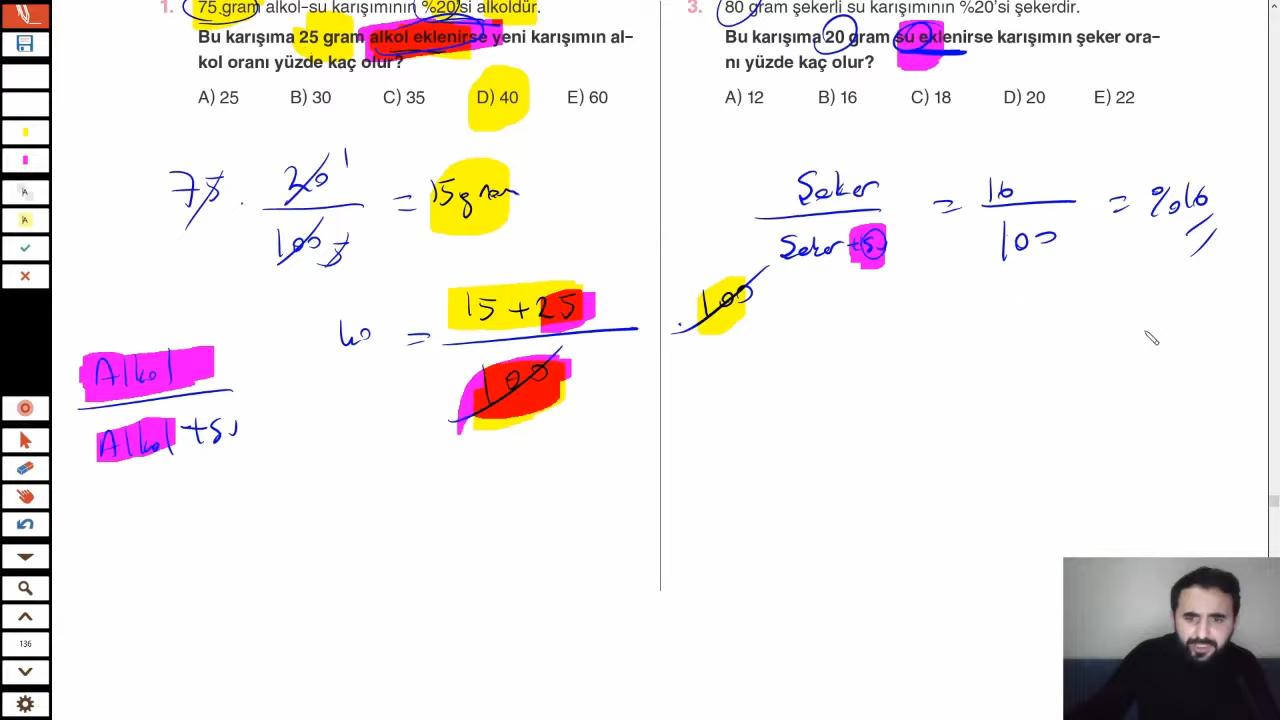 1. 75 gram alkol-su karışımının %20'si alkoldür.
Bu karışıma 25 gram alkol eklenirse yeni karışımın al-
kol oranı yüzde kaç olur?
A) 25 B) 30 C) 35 D) 40 E) 60
75 · 20 1 = 15 gram
100 5
40 = 15 + 25 · 100
100
Alkol
Alkol + su
3. 80 gram şekerli su karışımının %20'si şekerdir.
Bu karışıma 20 gram su eklenirse karışımın şeker ora-
nı yüzde kaç olur?
A) 12 B) 16 C) 18 D) 20 E) 22
Şeker = 16 = %16
Şeker + su 100
A
A
136